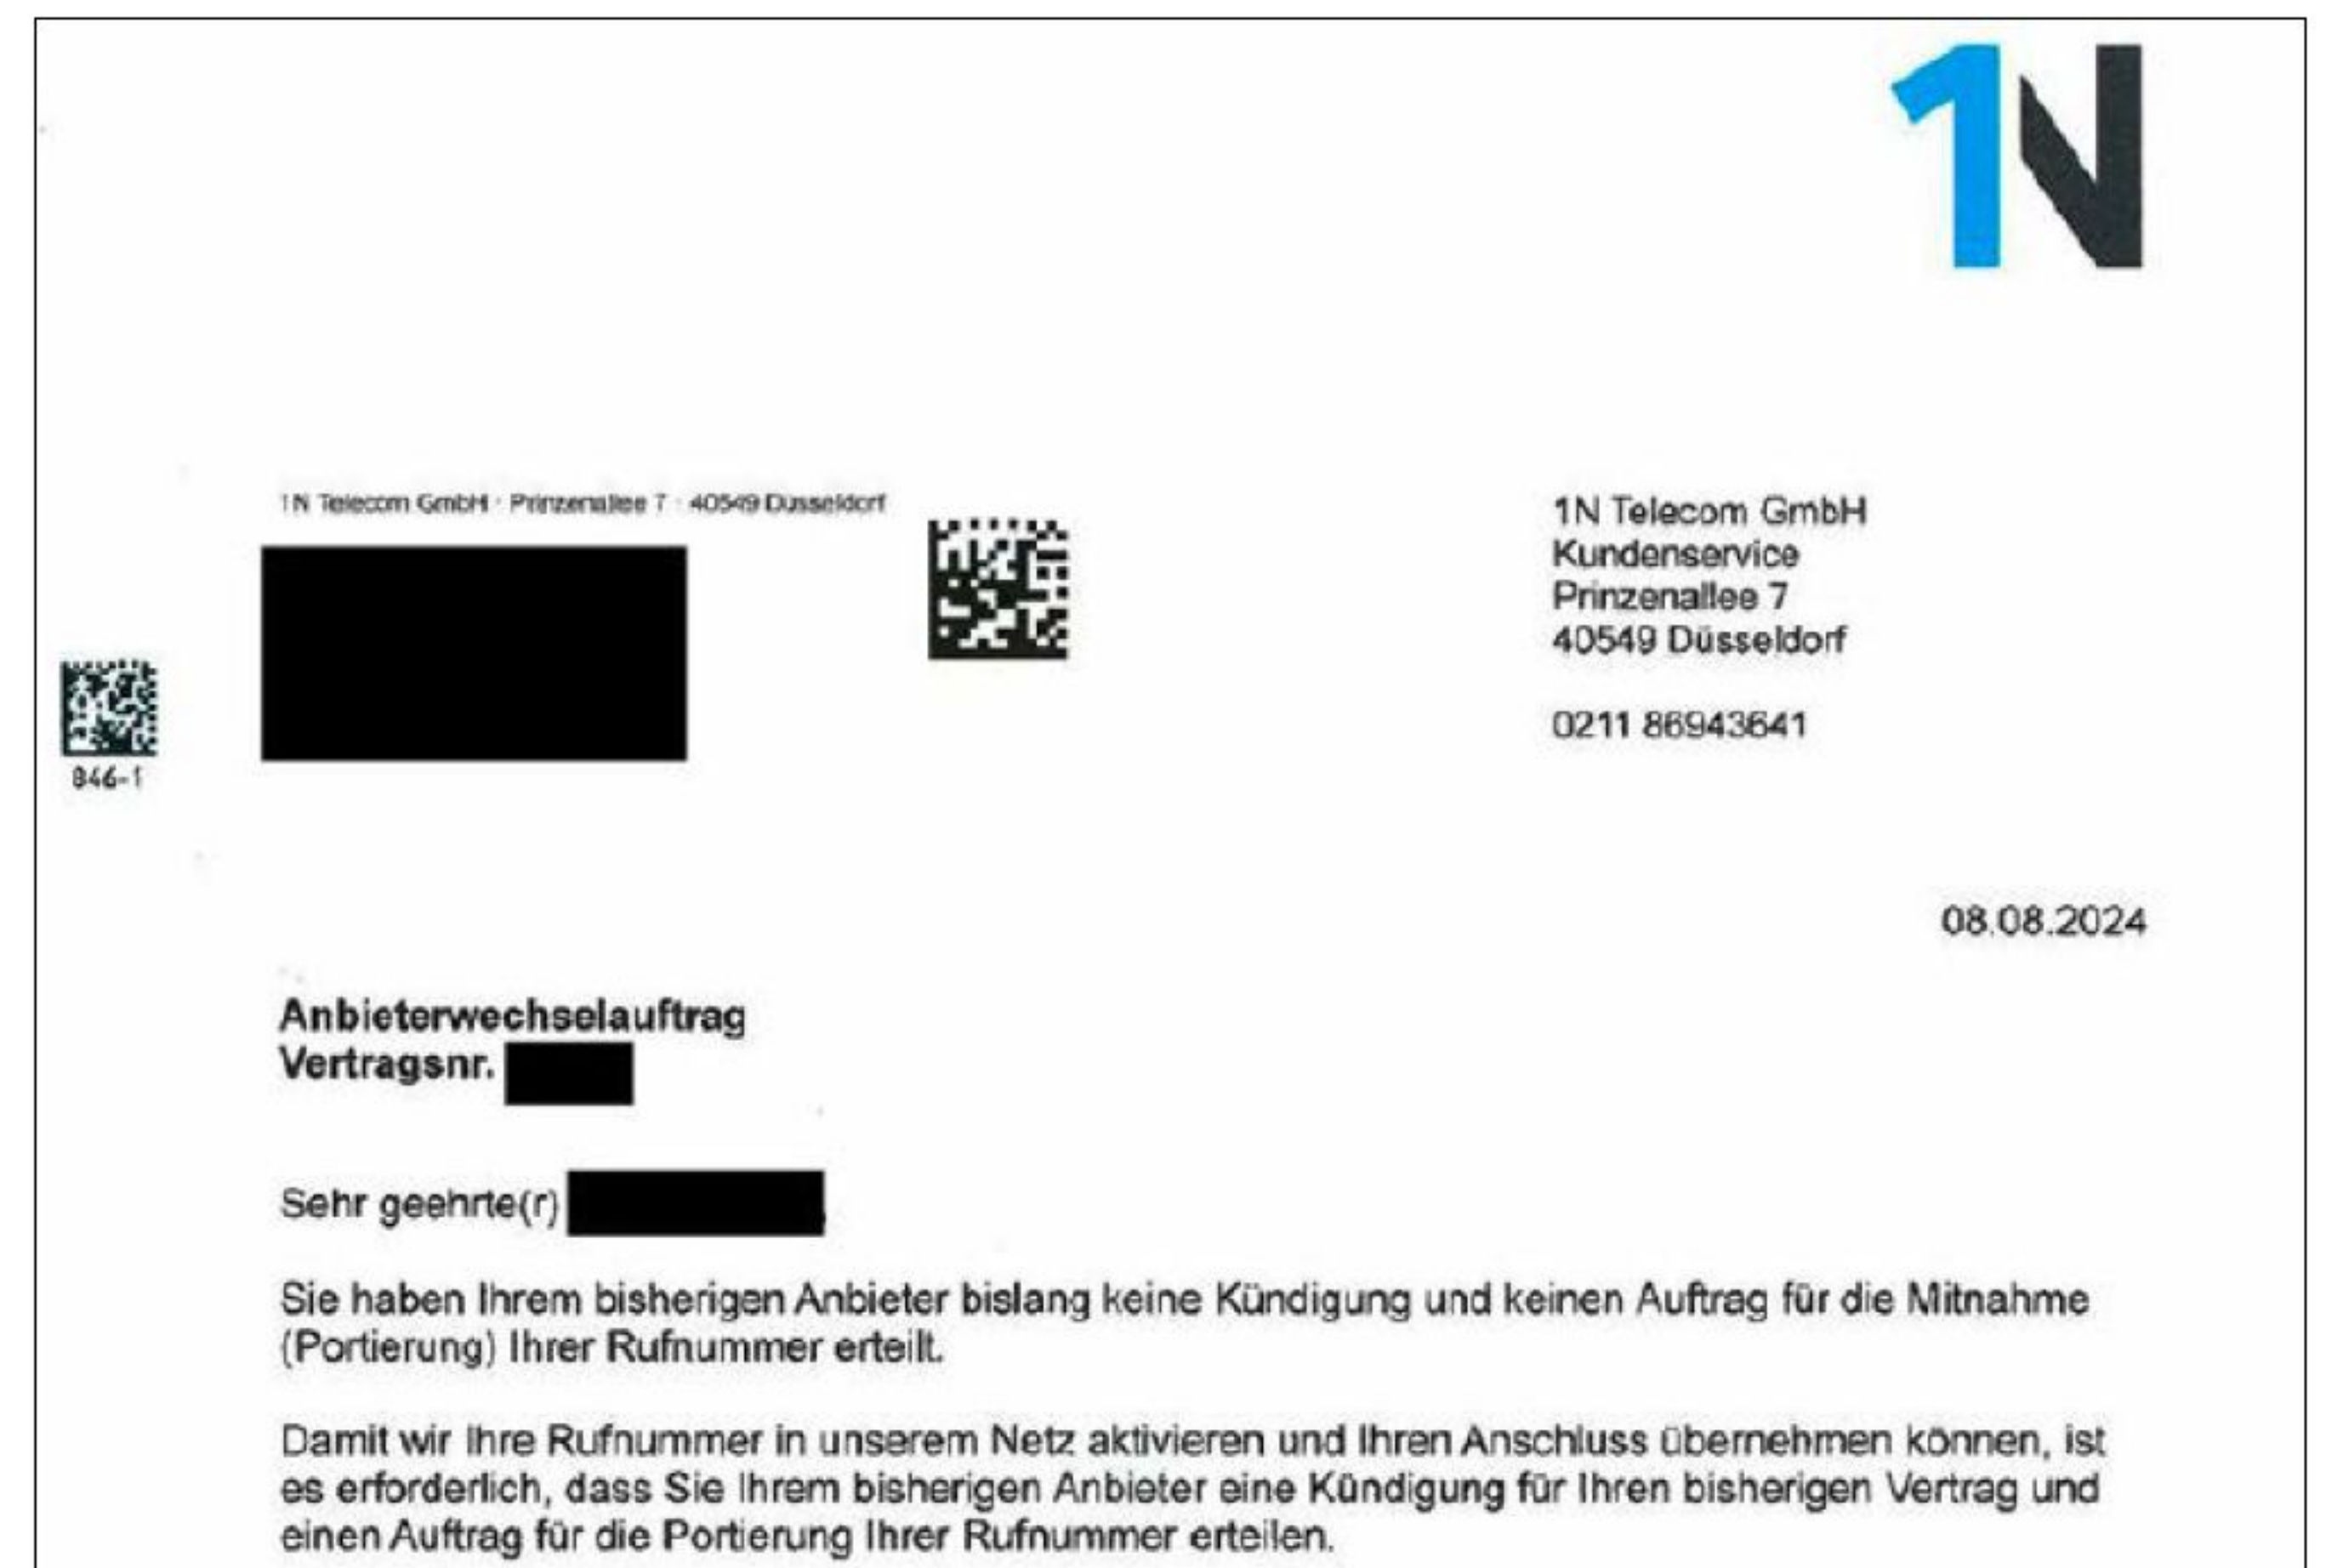 1N
1N Telecom GmbH · Prinzenallee 7 · 40549 Düsseldorf
1N Telecom GmbH
Kundenservice
Prinzenallee 7
40549 Düsseldorf
0211 86943641
846-1
08.08.2024
Anbieterwechselauftrag
Vertragsnr.
Sehr geehrte(r)
Sie haben Ihrem bisherigen Anbieter bislang keine Kündigung und keinen Auftrag für die Mitnahme
(Portierung) Ihrer Rufnummer erteilt.
Damit wir Ihre Rufnummer in unserem Netz aktivieren und Ihren Anschluss übernehmen können, ist
es erforderlich, dass Sie Ihrem bisherigen Anbieter eine Kündigung für Ihren bisherigen Vertrag und
einen Auftrag für die Portierung Ihrer Rufnummer erteilen.